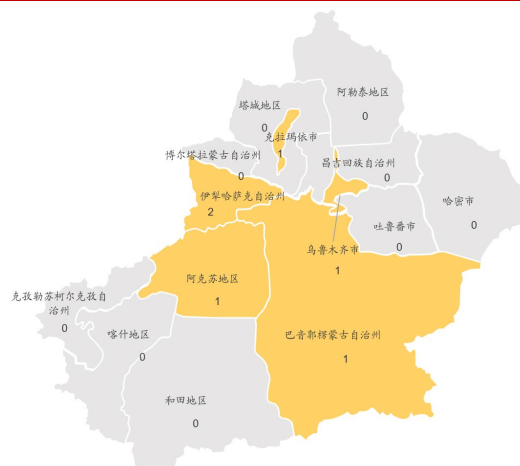 阿勒泰地区
0
塔城地区
0
克拉玛依市
1
博尔塔拉蒙古自治州
0
昌吉回族自治州
0
伊犁哈萨克自治州
2
哈密市
0
吐鲁番市
0
乌鲁木齐市
1
阿克苏地区
1
克孜勒苏柯尔克孜自
治州
0
喀什地区
0
巴音郭楞蒙古自治州
1
和田地区
0